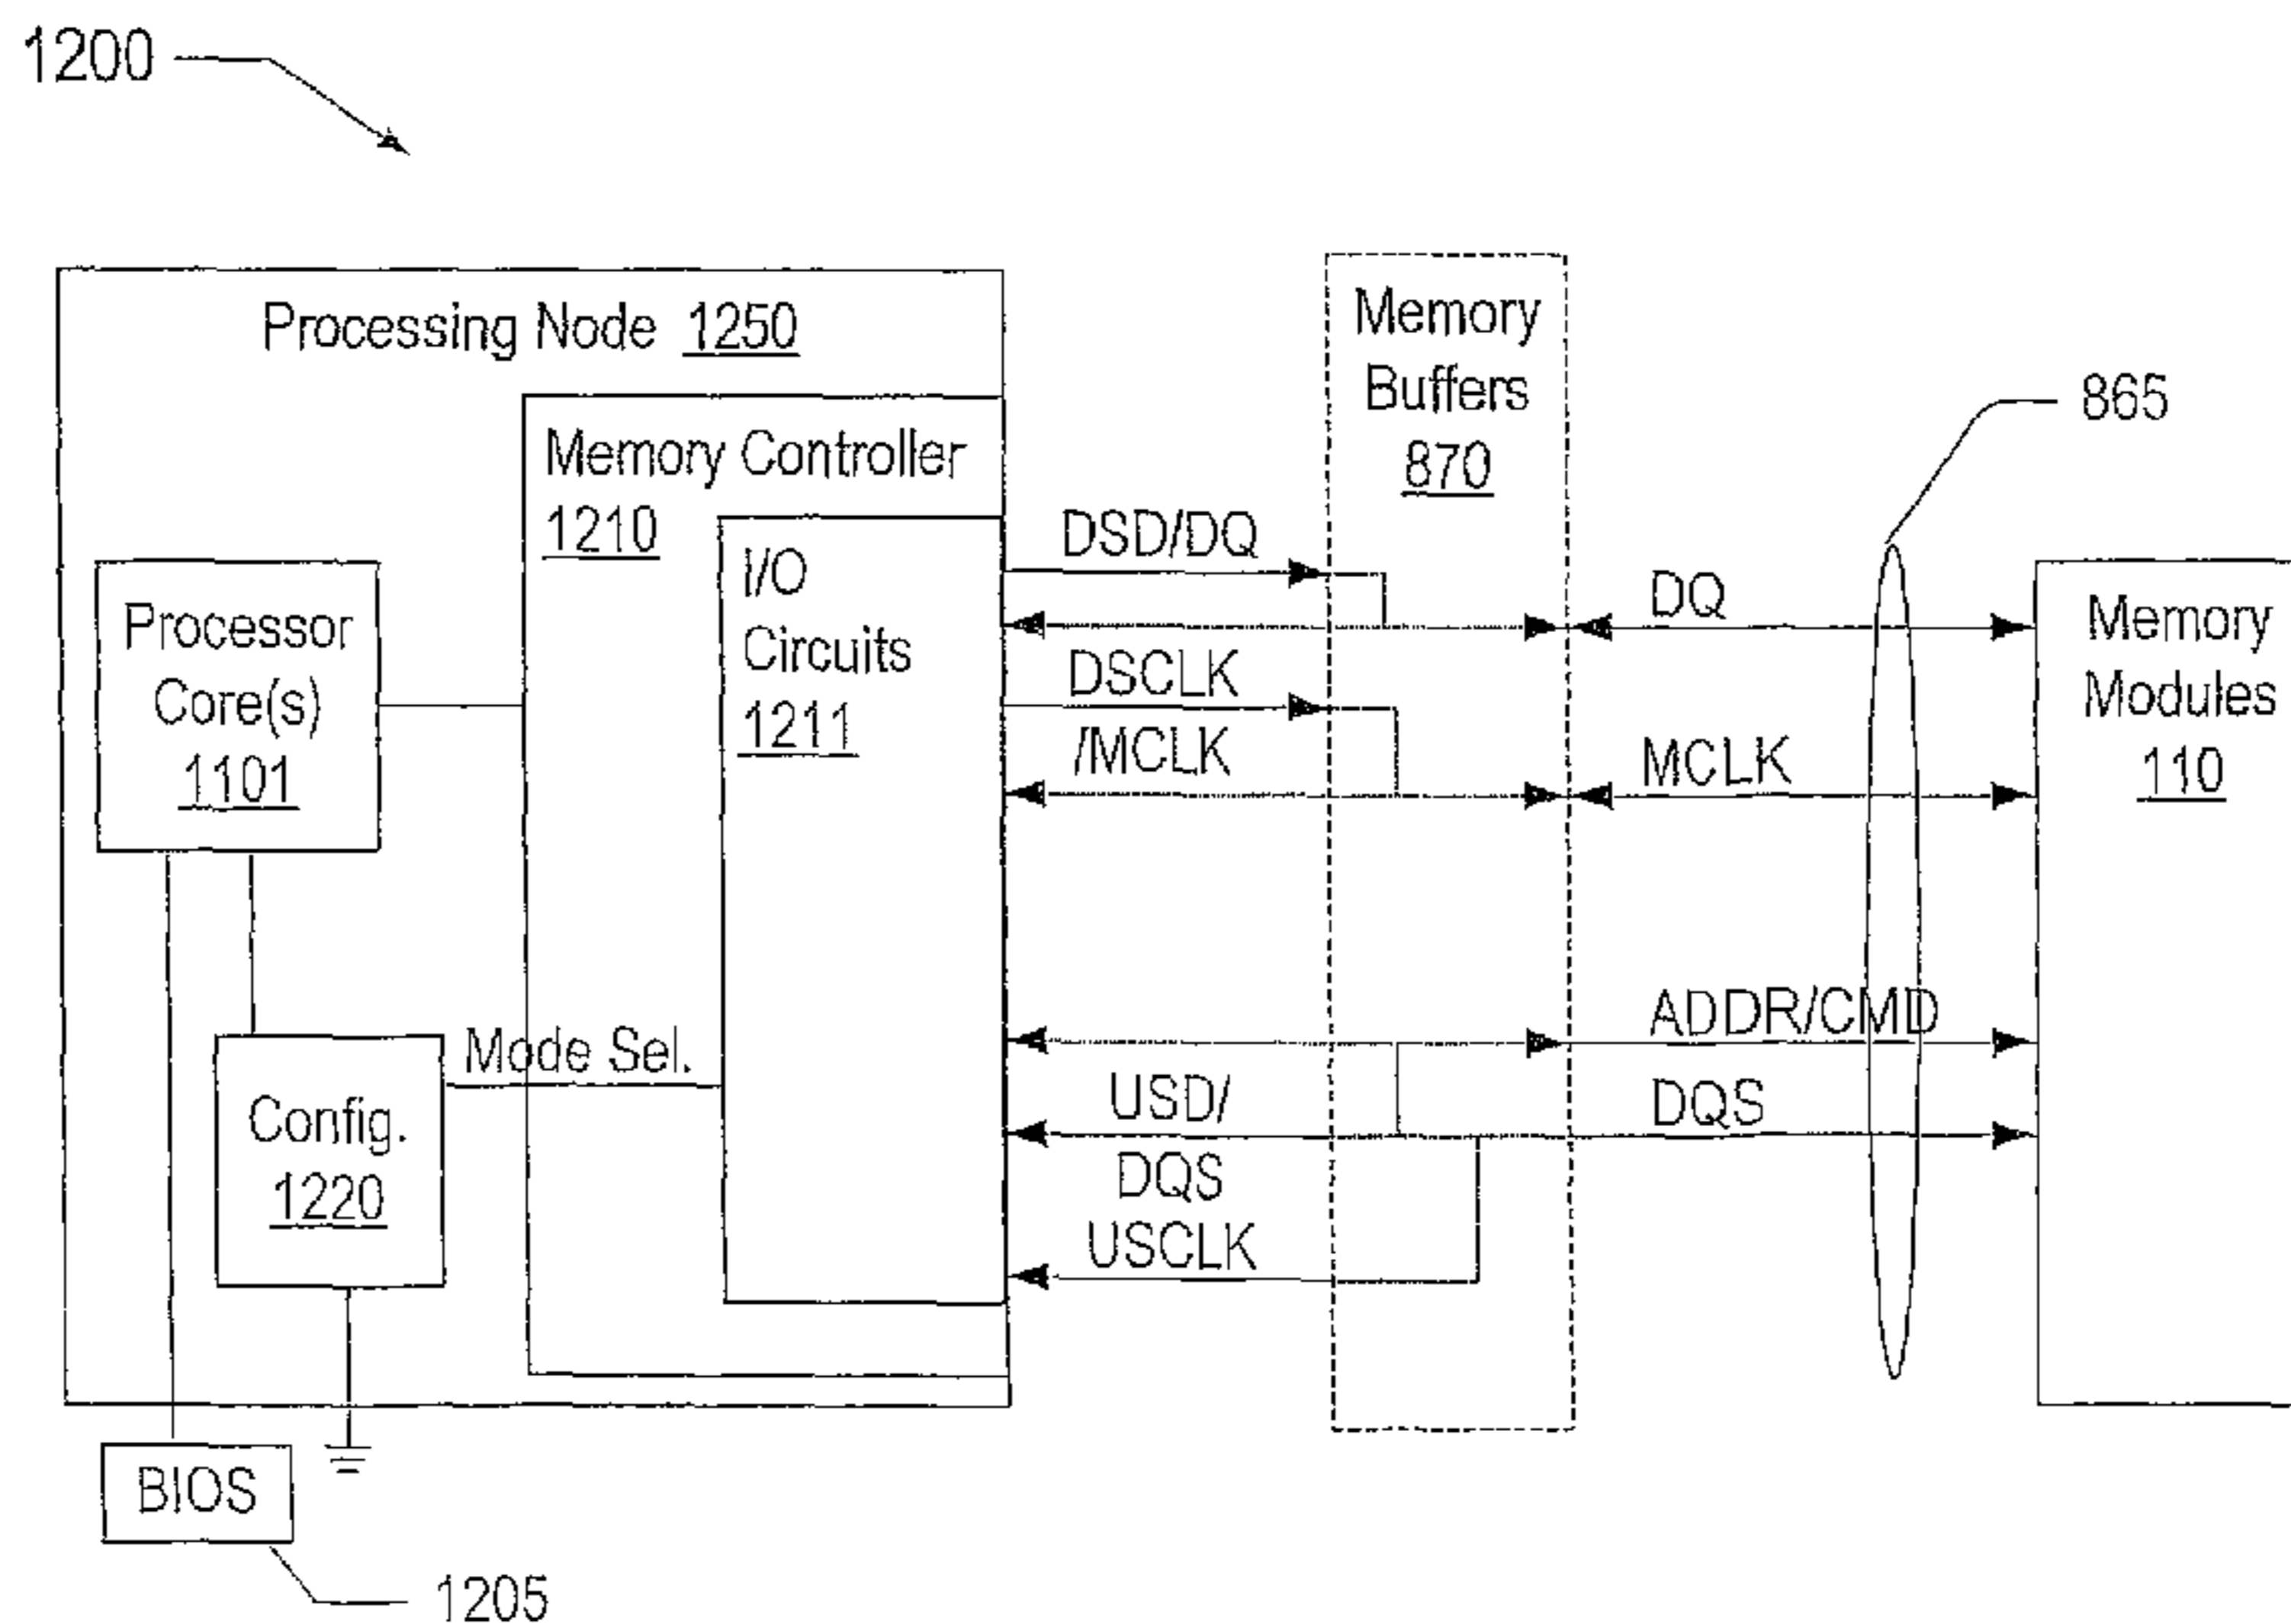 1200
Processing Node 1250
Memory Controller
1210
I/O
Circuits
1211
Processor
Core(s)
1101
Mode Sel.
Config.
1220
BIOS
1205
DSD/DQ
DSCLK
/MCLK
USD/
DQS
USCLK
Memory
Buffers
870
865
DQ
MCLK
ADDR/CMD
DQS
Memory
Modules
110